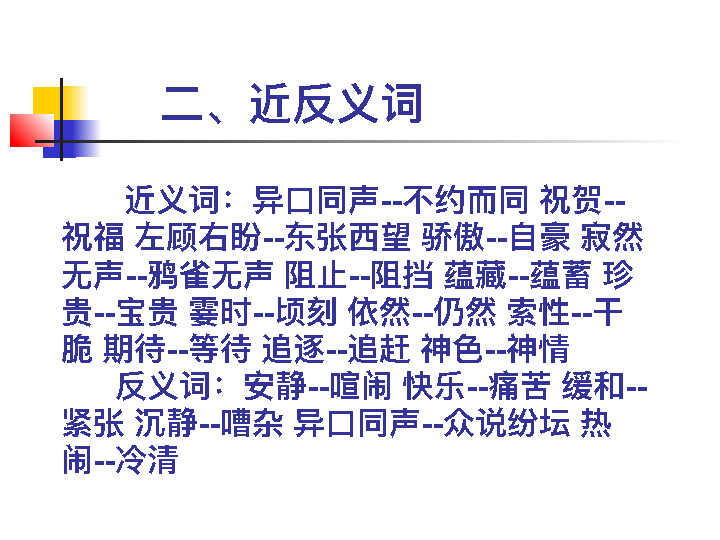 二、近反义词
近义词：异口同声--不约而同 祝贺--
祝福 左顾右盼--东张西望 骄傲--自豪 寂然
无声--鸦雀无声 阻止--阻挡 蕴藏--蕴蓄 珍
贵--宝贵 霎时--顷刻 依然--仍然 索性--干
脆 期待--等待 追逐--追赶 神色--神情
反义词：安静--喧闹 快乐--痛苦 缓和--
紧张 沉静--嘈杂 异口同声--众说纷坛 热
闹--冷清